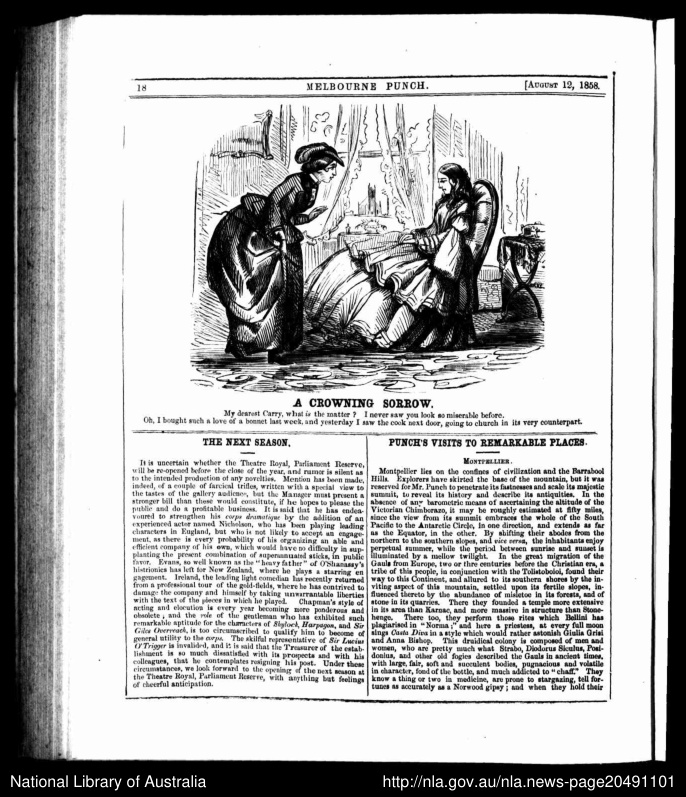 18
MELBOURNE PUNCH.
[AUGUST 12, 1858.
A CROWNING SORROW.
My dearest Carry, what is the matter ? I never saw you look so miserable before.
Oh, I bought such a love of a bonnet last week, and yesterday I saw the cook next door, going to church in its very counterpart.
THE NEXT SEASON.
It is uncertain whether the Theatre Royal, Parliament Reserve,
will be re-opened before the close of the year, and rumor is silent as
to the intended production of any novelties. Mention has been made,
indeed, of a couple of farcical trifles, written with a special view to
the tastes of the gallery audience, but the Manager must present a
stronger bill than these would constitute, if he hopes to please the
public and do a profitable business. It is said that he has endea-
voured to strengthen his corps dramatique by the addition of an
experienced actor named Nicholson, who has been playing leading
characters in England, but who is not likely to accept an engage-
ment, as there is every probability of his organizing an able and
efficient company of his own, which would have no difficulty in sup-
planting the present combination of superannuated sticks, in public
favor. Evans, so well known as the "heavy father" of O'Shanassy's
histrionics has left for New Zealand, where he plays a starring en
gagement. Ireland, the leading light comedian has recently returned
from a professional tour of the gold-fields, where he has contrived to
damage the company and himself by taking unwarrantable liberties
with the text of the pieces in which he played. Chapman's style of
acting and elocution is every year becoming more ponderous and
obsolete ; and the role of the gentleman who has exhibited such
remarkable aptitude for the characters of Shylock, Harpagon, and Sir
Giles Overreach, is too circumscribed to qualify him to become of
general utility to the corps. The skilful representative of Sir Lucius
O'Trigger is invalided, and it is said that the Treasurer of the estab-
lishment is so much dissatisfied with its prospects and with his
colleagues, that he contemplates resigning his post. Under these
circumstances, we look forward to the opening of the next season at
the Theatre Royal, Parliament Reserve, with anything but feelings
of cheerful anticipation.
PUNCH'S VISITS TO REMARKABLE PLACES.
MONTPELLIER.
Montpellier lies on the confines of civilization and the Barrabool
Hills. Explorers have skirted the base of the mountain, but it was
reserved for Mr. Punch to penetrate its fastnesses and scale its majestic
summit, to reveal its history and describe its antiquities. In the
absence of any barometric means of ascertaining the altitude of the
Victorian Chimborazo, it may be roughly estimated at fifty miles,
since the view from its summit embraces the whole of the South
Pacific to the Antarctic Circle, in one direction, and extends as far
as the Equator, in the other. By shifting their abodes from the
northern to the southern slopes, and vice versa, the inhabitants enjoy
perpetual summer, while the period between sunrise and sunset is
illuminated by a mellow twilight. In the great migration of the
Gauls from Europe, two or three centuries before the Christian era, a
tribe of this people, in conjunction with the Tolistoboioi, found their
way to this Continent, and allured to its southern shores by the in-
viting aspect of this mountain, settled upon its fertile slopes, in-
fluenced thereto by the abundance of misletoe in its forests, and of
stone in its quarries. There they founded a temple more extensive
in its area than Karnac, and more massive in structure than Stone-
henge. There too, they perform those rites which Bellini has
plagiarised in "Norma ;" and here a priestess, at every full moon
sings Casta Diva in a style which would rather astonish Giulia Grisi
and Anna Bishop. This druidical colony is composed of men and
women, who are pretty much what Strabo, Diodorus Siculus, Posi-
donius, and other old fogies described the Gauls in ancient times,
with large, fair, soft and succulent bodies, pugnacious and volatile
in character, fond of the bottle, and much addicted to "chaff." They
know a thing or two in medicine, are prone to stargazing, tell for-
tunes as accurately as a Norwood gipsy ; and when they hold their
National Library of Australia
http://nla.gov.au/nla.news-page20491101